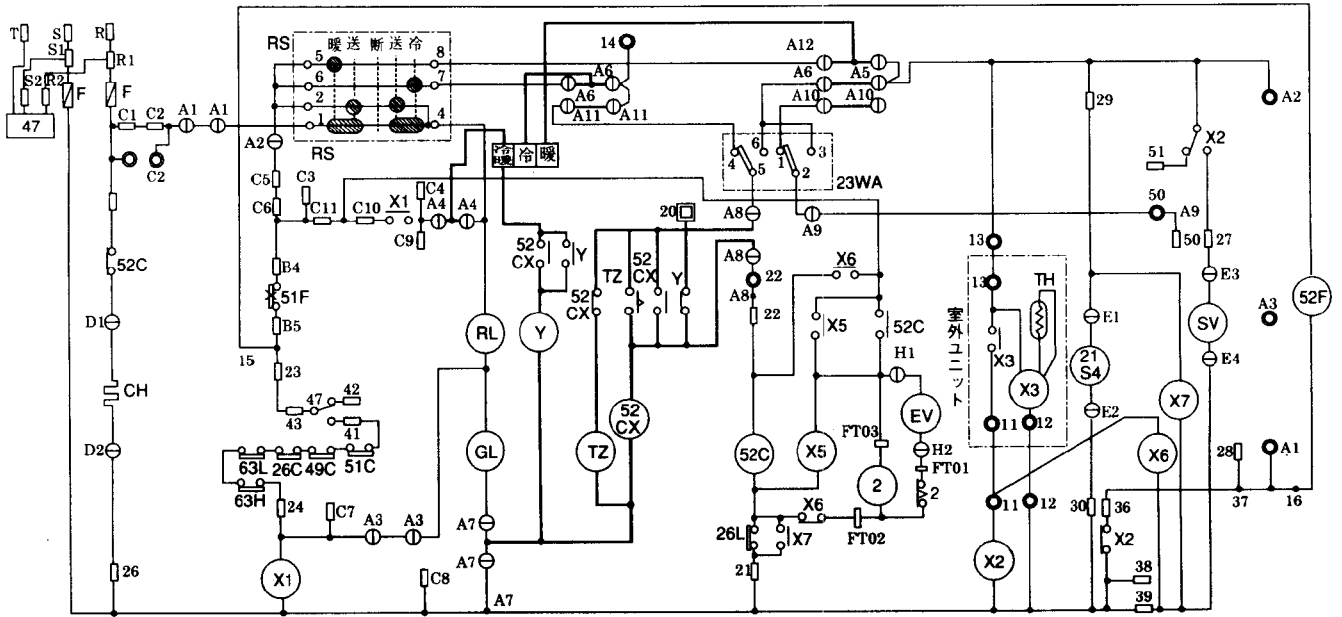 T S R
S1 R1
S2 R2 F F
47
C1 C2 A1 A1
C2
RS 暖 送 断 送 冷
5 8
6 7
2
1 4
RS
A2
14
A6 A6
A11 A11
A12
A6 A5
A10 A10
冷 暖
4 6 5 1 3 2
23WA
29
X2
51
A2
C5
C6
C3
C11
C10
X1
C4
C9
A4 A4
20
A8
A9
50
A9
50
27
52C
B4
51F
B5
52 CX
Y
52 CX
TZ
52 CX
Y
A8
22
A8
22
X6
X5
52C
H1
13
13
TH
室外ユニット
X3
X3
11 12
E1
21 S4
E2
E3
SV
E4
52F
A3
D1
CH
D2
15
23
RL
Y
47 42
43
41
63L 26C 49C 51C
63H
24
GL
TZ
52 CX
52C
X5
FT03
2
EV
H2
FT01
2
X7
X6
28
A1
C7
A3 A3
A7
A7
A7
26L
X7
X6
FT02
11 12
30
36
37
16
26
X1
C8
21
X2
X2
38
39